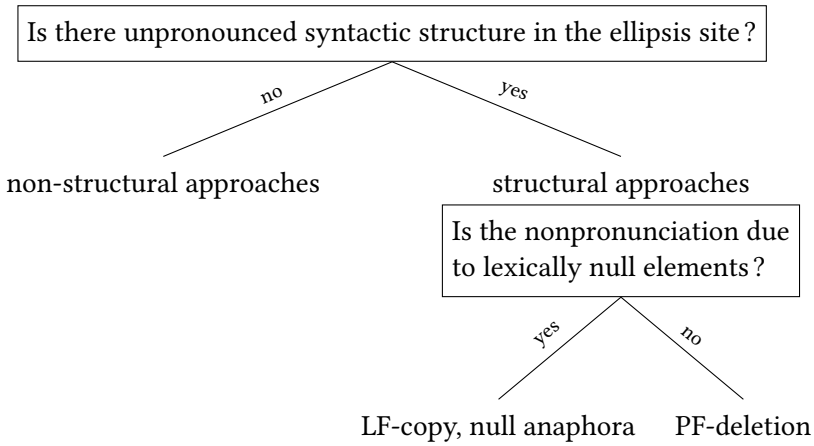 Is there unpronounced syntactic structure in the ellipsis site?
no
yes
non-structural approaches
structural approaches
Is the nonpronunciation due
to lexically null elements?
yes
no
LF-copy, null anaphora
PF-deletion